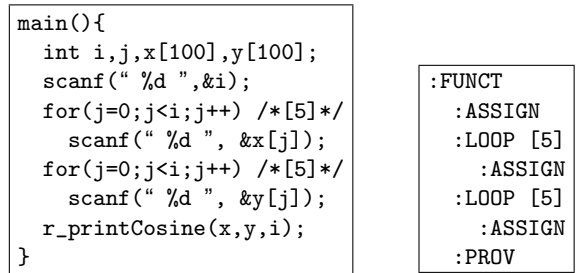 main(){
  int i,j,x[100],y[100];
  scanf(“ %d ”,&i);
  for(j=0;j<i;j++) /*[5]*/
    scanf(“ %d ”, &x[j]);
  for(j=0;j<i;j++) /*[5]*/
    scanf(“ %d ”, &y[j]);
  r_printCosine(x,y,i);
}
:FUNCT
  :ASSIGN
  :LOOP [5]
    :ASSIGN
  :LOOP [5]
    :ASSIGN
  :PROV